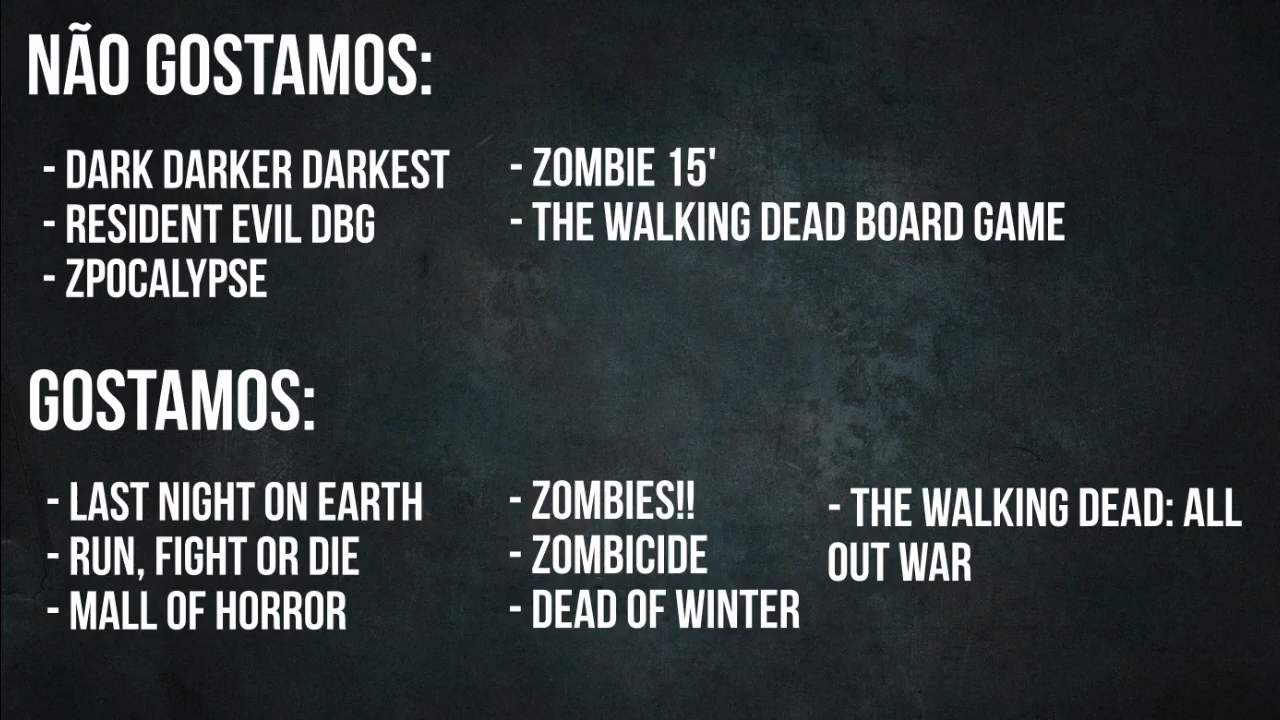 NÃO GOSTAMOS:
- DARK DARKER DARKEST
- RESIDENT EVIL DBG
- ZPOCALYPSE
- ZOMBIE 15'
- THE WALKING DEAD BOARD GAME
GOSTAMOS:
- LAST NIGHT ON EARTH
- RUN, FIGHT OR DIE
- MALL OF HORROR
- ZOMBIES!!
- ZOMBICIDE
- DEAD OF WINTER
- THE WALKING DEAD: ALL
OUT WAR